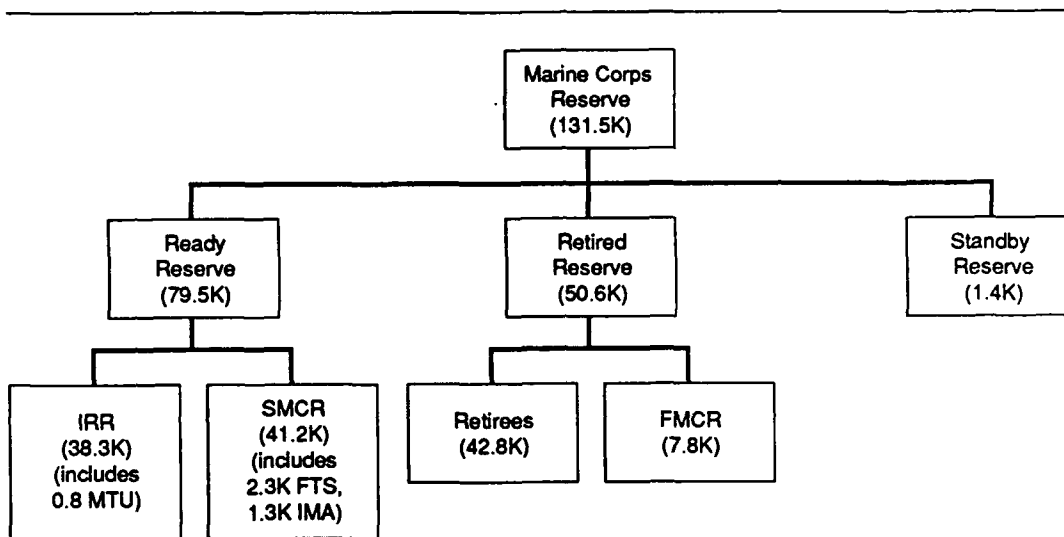 Marine Corps
Reserve
(131.5K)
Ready
Reserve
(79.5K)
Retired
Reserve
(50.6K)
Standby
Reserve
(1.4K)
IRR
(38.3K)
(includes
0.8 MTU)
SMCR
(41.2K)
(includes
2.3K FTS,
1.3K IMA)
Retirees
(42.8K)
FMCR
(7.8K)